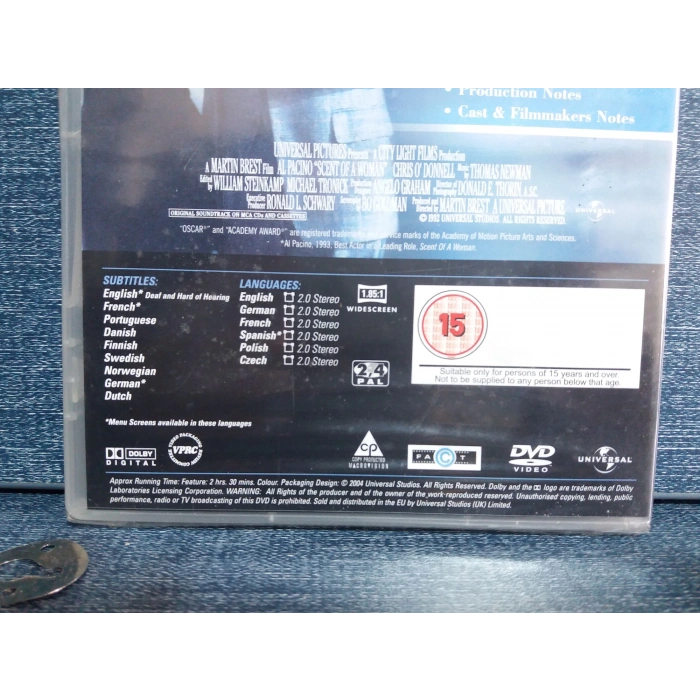 • Production Notes
• Cast & Filmmakers Notes
UNIVERSAL PICTURES Presents A CITY LIGHT FILMS Production
A MARTIN BREST Film AL PACINO "SCENT OF A WOMAN" CHRIS O'DONNELL Music by THOMAS NEWMAN
Edited by WILLIAM STEINKAMP MICHAEL TRONICK Production Designer ANGELO GRAHAM Director of Photography DONALD E. THORIN, A.S.C.
Executive Producer RONALD L. SCHWARY Screenplay by BO GOLDMAN Produced and Directed by MARTIN BREST A UNIVERSAL PICTURE
ORIGINAL SOUNDTRACK ON MCA CDs AND CASSETTES
© 1992 UNIVERSAL STUDIOS. ALL RIGHTS RESERVED.
UNIVERSAL
"OSCAR®" and "ACADEMY AWARD®" are registered trademarks and service marks of the Academy of Motion Picture Arts and Sciences.
*Al Pacino, 1993, Best Actor in a Leading Role, Scent Of A Woman.
SUBTITLES:
English* Deaf and Hard of Hearing
French*
Portuguese
Danish
Finnish
Swedish
Norwegian
German*
Dutch
LANGUAGES:
English 2.0 Stereo
German 2.0 Stereo
French 2.0 Stereo
Spanish* 2.0 Stereo
Polish 2.0 Stereo
Czech 2.0 Stereo
1.85:1
WIDESCREEN
2,4
PAL
15
Suitable only for persons of 15 years and over.
Not to be supplied to any person below that age.
*Menu Screens available in these languages
DOLBY
DIGITAL
VPRC
CP
COPY PROTECTED
MACROVISION
FACT
DVD
VIDEO
UNIVERSAL
Approx Running Time: Feature: 2 hrs. 30 mins. Colour. Packaging Design: © 2004 Universal Studios. All Rights Reserved. Dolby and the logo are trademarks of Dolby
Laboratories Licensing Corporation. WARNING: All Rights of the producer and of the owner of the work reproduced reserved. Unauthorised copying, lending, public
performance, radio or TV broadcasting of this DVD is prohibited. Sold and distributed in the EU by Universal Studios (UK) Limited.